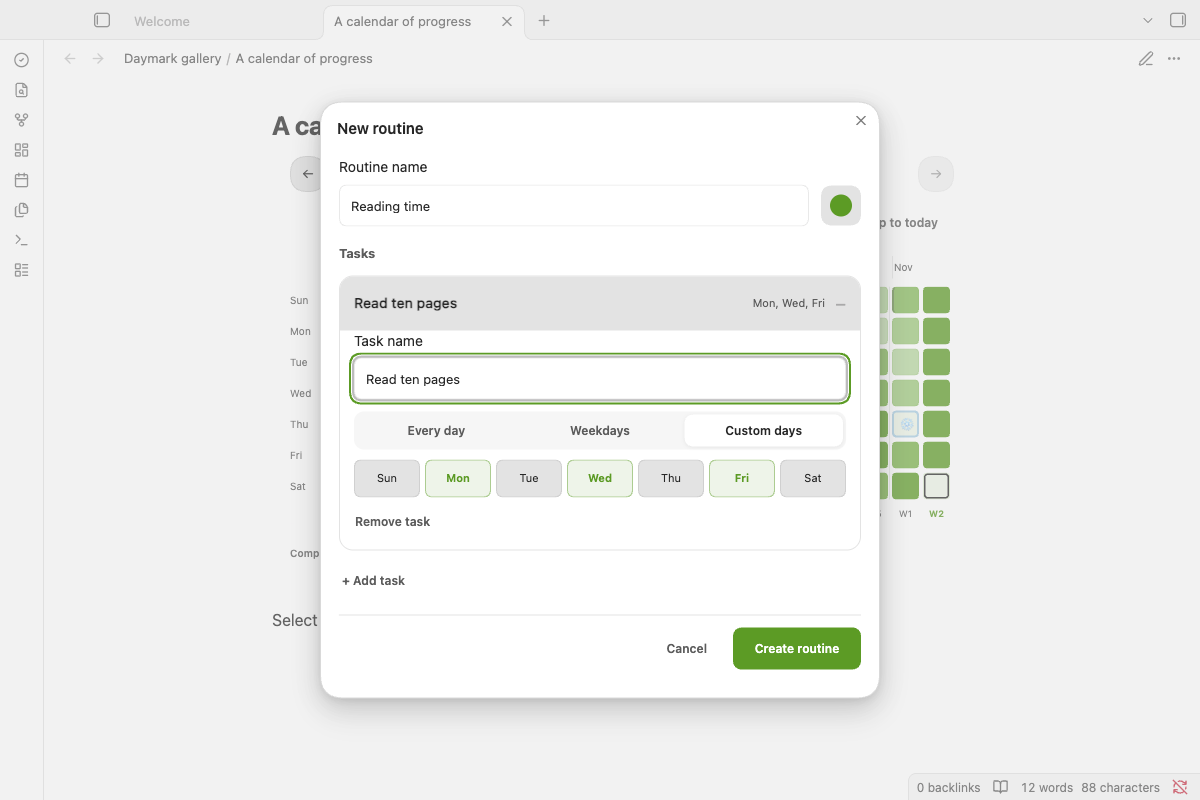 Welcome
A calendar of progress
Daymark gallery / A calendar of progress
A ca
New routine
Routine name
Reading time
Tasks
Read ten pages
Mon, Wed, Fri
Task name
Read ten pages
Every day
Weekdays
Custom days
Sun
Mon
Tue
Wed
Thu
Fri
Sat
Remove task
+ Add task
Cancel
Create routine
p to today
Nov
Sun
Mon
Tue
Wed
Thu
Fri
Sat
W1
W2
Comp
Select
0 backlinks
12 words
88 characters